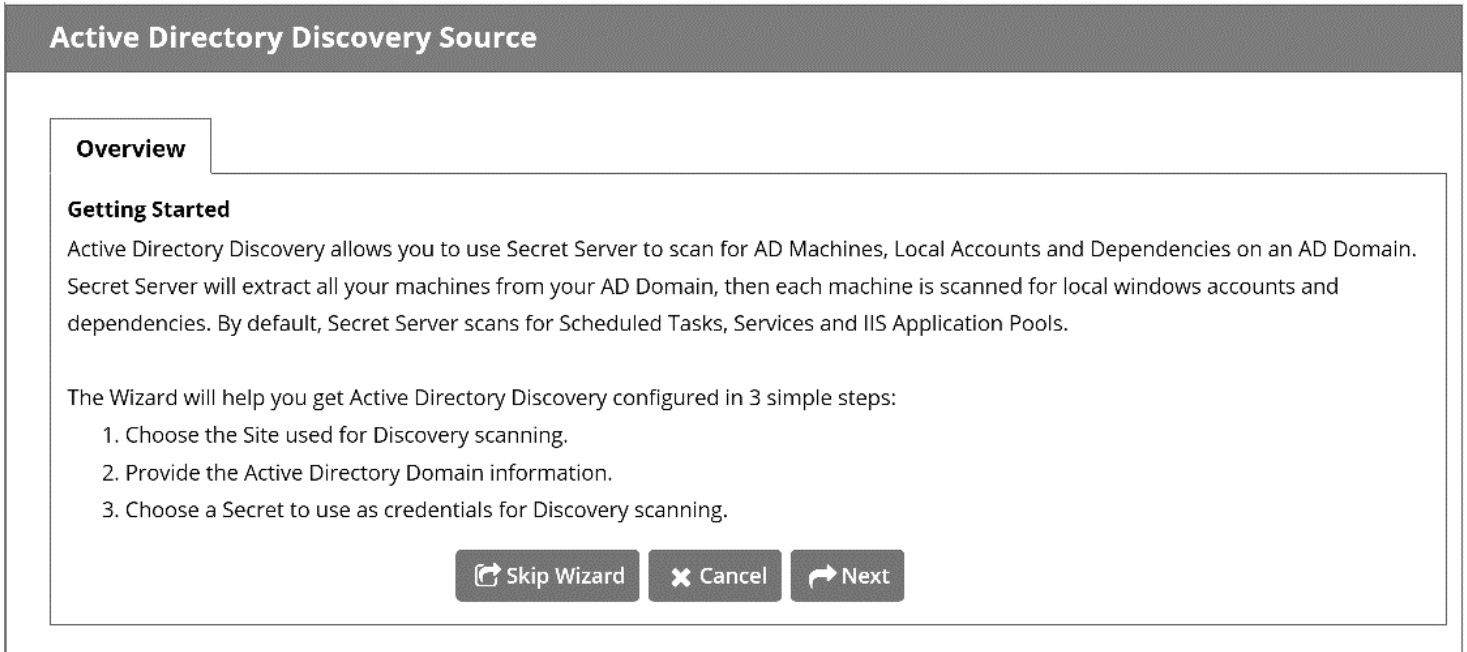 Active Directory Discovery Source
Overview
Getting Started
Active Directory Discovery allows you to use Secret Server to scan for AD Machines, Local Accounts and Dependencies on an AD Domain.
Secret Server will extract all your machines from your AD Domain, then each machine is scanned for local windows accounts and
dependencies. By default, Secret Server scans for Scheduled Tasks, Services and IIS Application Pools.
The Wizard will help you get Active Directory Discovery configured in 3 simple steps:
1. Choose the Site used for Discovery scanning.
2. Provide the Active Directory Domain information.
3. Choose a Secret to use as credentials for Discovery scanning.
Skip Wizard Cancel Next